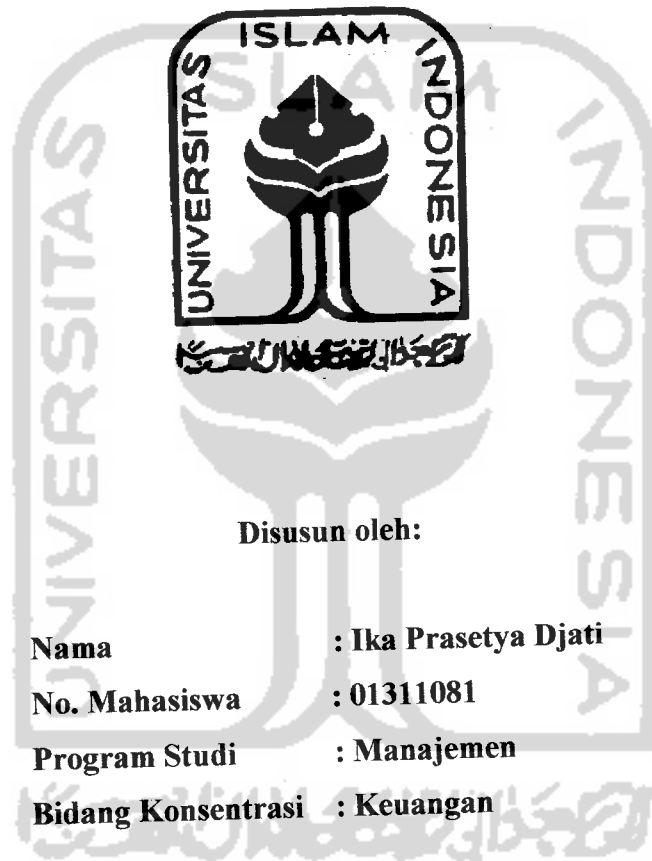 ISLAM
UNIVERSITAS
INDONESIA
Disusun oleh:
Nama : Ika Prasetya Djati
No. Mahasiswa : 01311081
Program Studi : Manajemen
Bidang Konsentrasi : Keuangan